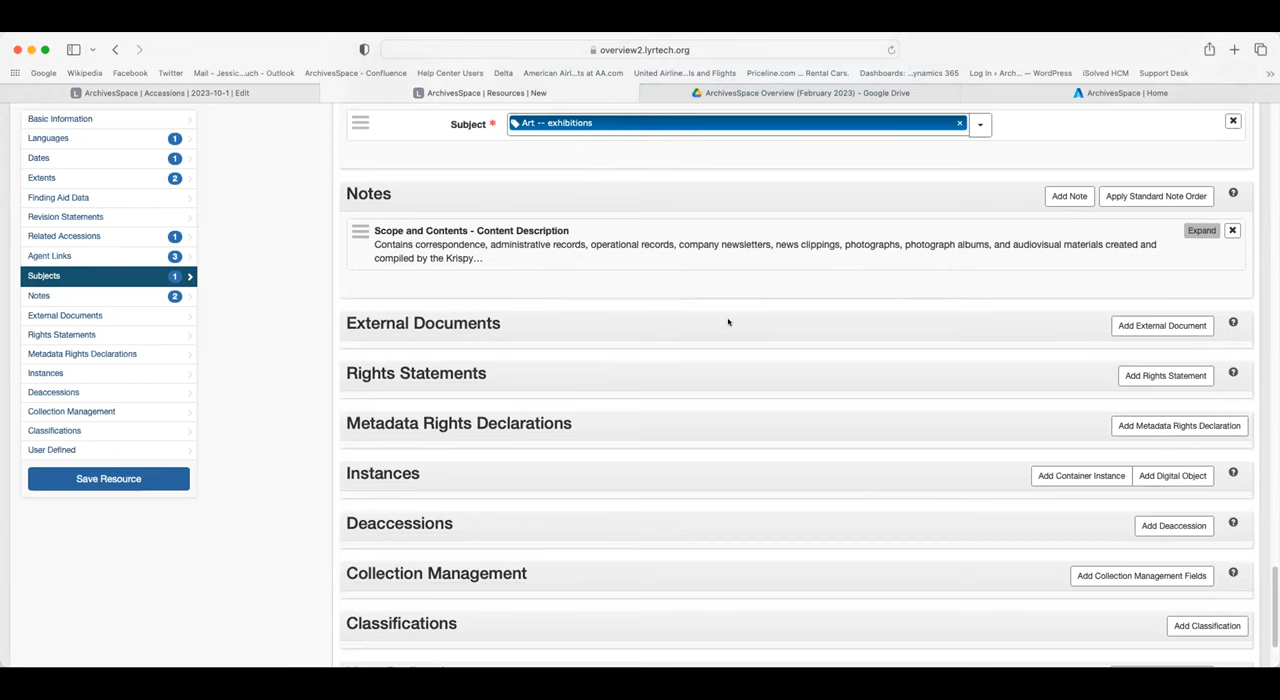 overview2.lyrtech.org
Google Wikipedia Facebook Twitter Mail - Jessic...uch - Outlook ArchivesSpace - Confluence Help Center Users Delta American Airl...ts at AA.com United Airline...ls and Flights Priceline.com ... Rental Cars. Dashboards: ...ynamics 365 Log In ‹ Arch... — WordPress iSolved HCM Support Desk
ArchivesSpace | Accessions | 2023-10-1 | Edit
ArchivesSpace | Resources | New
ArchivesSpace Overview (February 2023) - Google Drive
ArchivesSpace | Home
Basic Information
Languages 1
Dates 1
Extents 2
Finding Aid Data
Revision Statements
Related Accessions 1
Agent Links 3
Subjects 1
Notes 2
External Documents
Rights Statements
Metadata Rights Declarations
Instances
Deaccessions
Collection Management
Classifications
User Defined
Save Resource
Subject * Art -- exhibitions ×
Notes Add Note Apply Standard Note Order
Scope and Contents - Content Description Expand
Contains correspondence, administrative records, operational records, company newsletters, news clippings, photographs, photograph albums, and audiovisual materials created and
compiled by the Krispy…
External Documents Add External Document
Rights Statements Add Rights Statement
Metadata Rights Declarations Add Metadata Rights Declaration
Instances Add Container Instance Add Digital Object
Deaccessions Add Deaccession
Collection Management Add Collection Management Fields
Classifications Add Classification